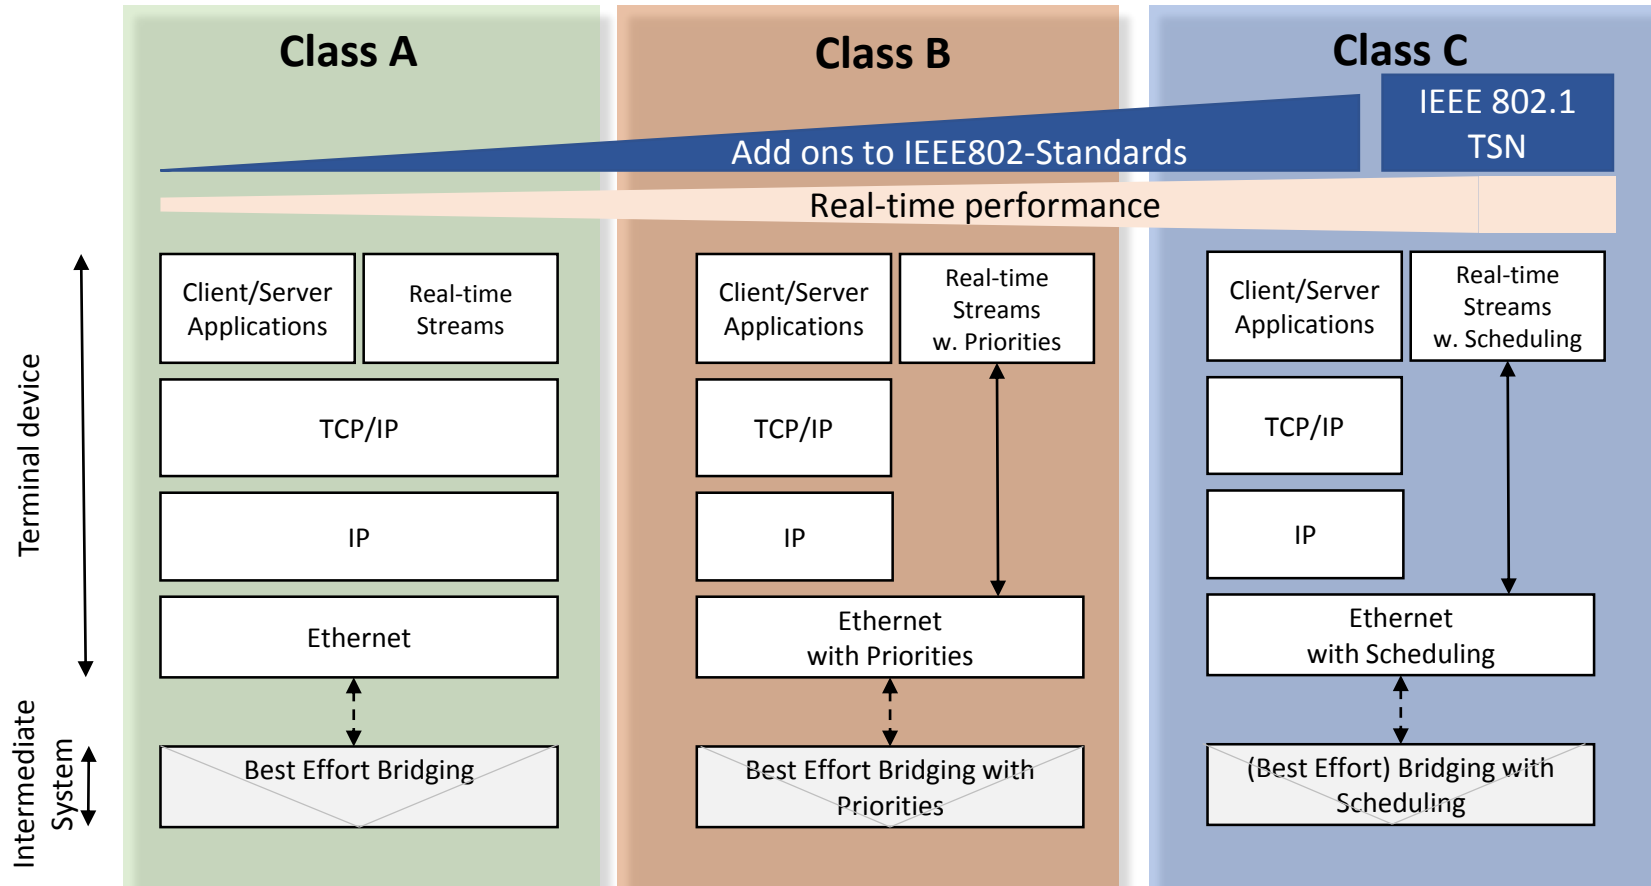 Class A
Class B
Class C
IEEE 802.1
TSN
Add ons to IEEE802-Standards
Real-time performance
Terminal device
Intermediate
System
Client/Server
Applications
Real-time
Streams
TCP/IP
IP
Ethernet
Best Effort Bridging
Client/Server
Applications
Real-time
Streams
w. Priorities
TCP/IP
IP
Ethernet
with Priorities
Best Effort Bridging with
Priorities
Client/Server
Applications
Real-time
Streams
w. Scheduling
TCP/IP
IP
Ethernet
with Scheduling
(Best Effort) Bridging with
Scheduling